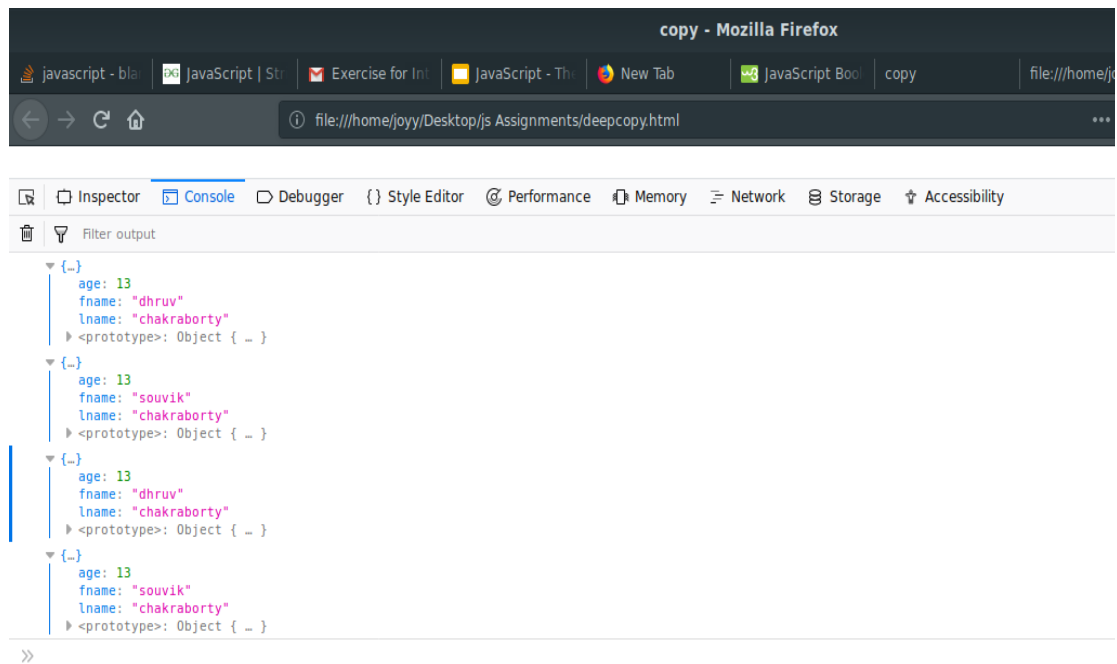 copy - Mozilla Firefox
javascript - bla JavaScript | Str Exercise for Int JavaScript - The New Tab JavaScript Bool copy file:///home/jo
file:///home/joyy/Desktop/js Assignments/deepcopy.html
Inspector Console Debugger {} Style Editor Performance Memory Network Storage Accessibility
Filter output
{…}
age: 13
fname: "dhruv"
lname: "chakraborty"
<prototype>: Object { … }
{…}
age: 13
fname: "souvik"
lname: "chakraborty"
<prototype>: Object { … }
{…}
age: 13
fname: "dhruv"
lname: "chakraborty"
<prototype>: Object { … }
{…}
age: 13
fname: "souvik"
lname: "chakraborty"
<prototype>: Object { … }
»